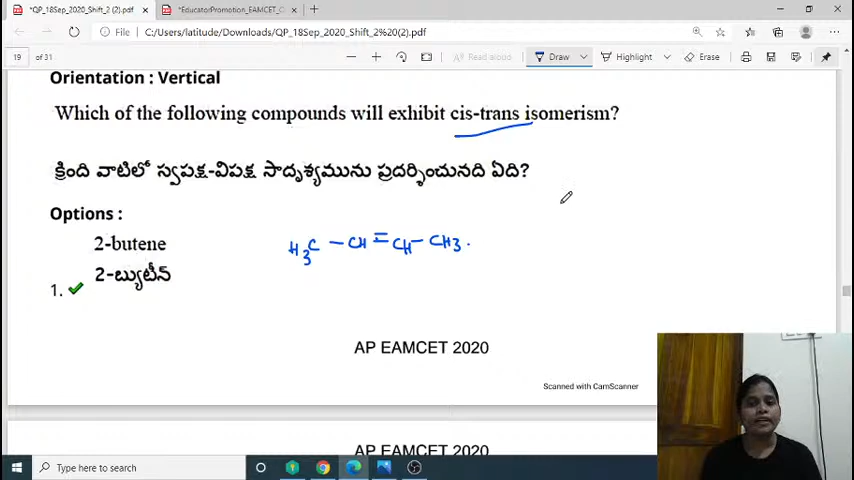 *QP_18Sep_2020_Shift_2 (2).pdf
*EducatorPromotion_EAMCET_C
File
C:/Users/latitude/Downloads/QP_18Sep_2020_Shift_2%20(2).pdf
19 of 31
Read aloud
Draw
Highlight
Erase
Orientation : Vertical
Which of the following compounds will exhibit cis-trans isomerism?
క్రింది వాటిలో స్వపక్ష-విపక్ష సాదృశ్యమును ప్రదర్శించునది ఏది?
Options :
2-butene
H3C - CH = CH - CH3.
2-బ్యుటీన్
1.
AP EAMCET 2020
Scanned with CamScanner
AP EAMCET 2020
Type here to search